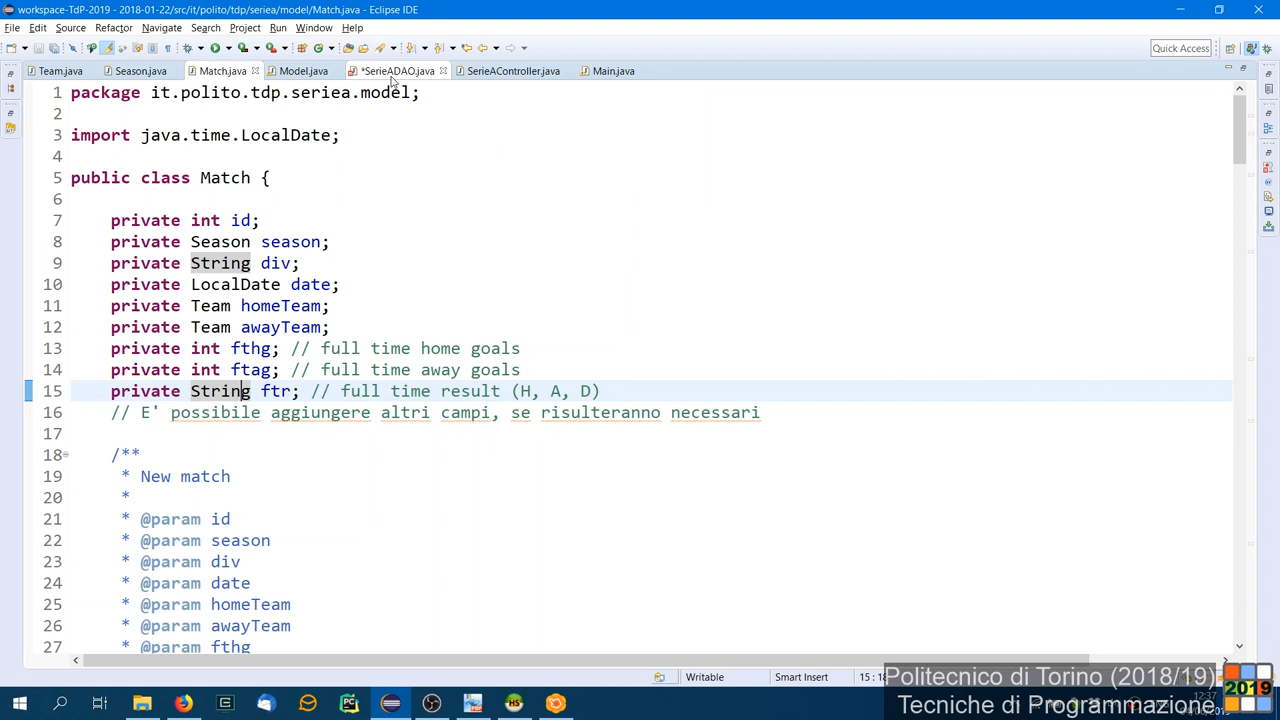 workspace-TdP-2019 - 2018-01-22/src/it/polito/tdp/seriea/model/Match.java - Eclipse IDE
File Edit Source Refactor Navigate Search Project Run Window Help
Quick Access
Team.java Season.java Match.java Model.java *SerieADAO.java SerieAController.java Main.java
1 package it.polito.tdp.seriea.model;
2
3 import java.time.LocalDate;
4
5 public class Match {
6
7 private int id;
8 private Season season;
9 private String div;
10 private LocalDate date;
11 private Team homeTeam;
12 private Team awayTeam;
13 private int fthg; // full time home goals
14 private int ftag; // full time away goals
15 private String ftr; // full time result (H, A, D)
16 // E' possibile aggiungere altri campi, se risulteranno necessari
17
18 /**
19 * New match
20 *
21 * @param id
22 * @param season
23 * @param div
24 * @param date
25 * @param homeTeam
26 * @param awayTeam
27 * @param fthg
Writable Smart Insert 15 : 18
Politecnico di Torino (2018/19)
Tecniche di Programmazione
2019
12:37